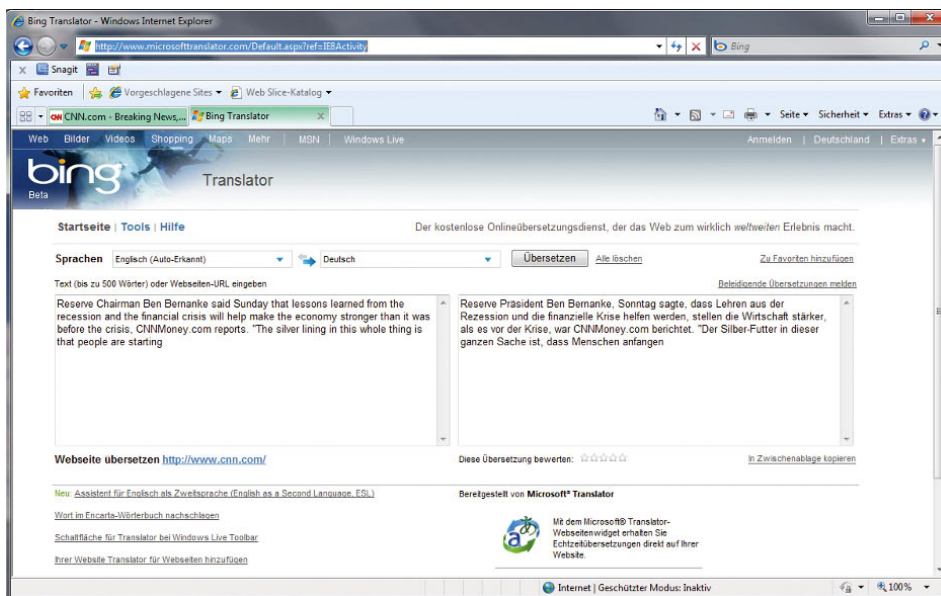 Bing Translator - Windows Internet Explorer
http://www.microsofttranslator.com/Default.aspx?ref=IE8Activity
Bing
x Snagit
Favoriten Vorgeschlagene Sites Web Slice-Katalog
CNN.com - Breaking News,... Bing Translator X
Seite Sicherheit Extras
Web Bilder Videos Shopping Maps Mehr | MSN | Windows Live
Anmelden | Deutschland | Extras
bing Translator
Beta
Startseite | Tools | Hilfe
Der kostenlose Onlineübersetzungsdienst, der das Web zum wirklich weltweiten Erlebnis macht.
Sprachen Englisch (Auto-Erkannt) Deutsch Übersetzen Alle löschen Zu Favoriten hinzufügen
Text (bis zu 500 Wörter) oder Webseiten-URL eingeben
Beleidigende Übersetzungen melden
Reserve Chairman Ben Bernanke said Sunday that lessons learned from the
recession and the financial crisis will help make the economy stronger than it was
before the crisis, CNNMoney.com reports. "The silver lining in this whole thing is
that people are starting
Reserve Präsident Ben Bernanke, Sonntag sagte, dass Lehren aus der
Rezession und die finanzielle Krise helfen werden, stellen die Wirtschaft stärker,
als es vor der Krise, war CNNMoney.com berichtet. "Der Silber-Futter in dieser
ganzen Sache ist, dass Menschen anfangen
Webseite übersetzen http://www.cnn.com/
Diese Übersetzung bewerten:
In Zwischenablage kopieren
Neu: Assistent für Englisch als Zweitsprache (English as a Second Language, ESL)
Wort im Encarta-Wörterbuch nachschlagen
Schaltfläche für Translator bei Windows Live Toolbar
Ihrer Website Translator für Webseiten hinzufügen
Bereitgestellt von Microsoft® Translator
Mit dem Microsoft® Translator-
Webseitenwidget erhalten Sie
Echtzeitübersetzungen direkt auf Ihrer
Website.
Internet | Geschützter Modus: Inaktiv
100%